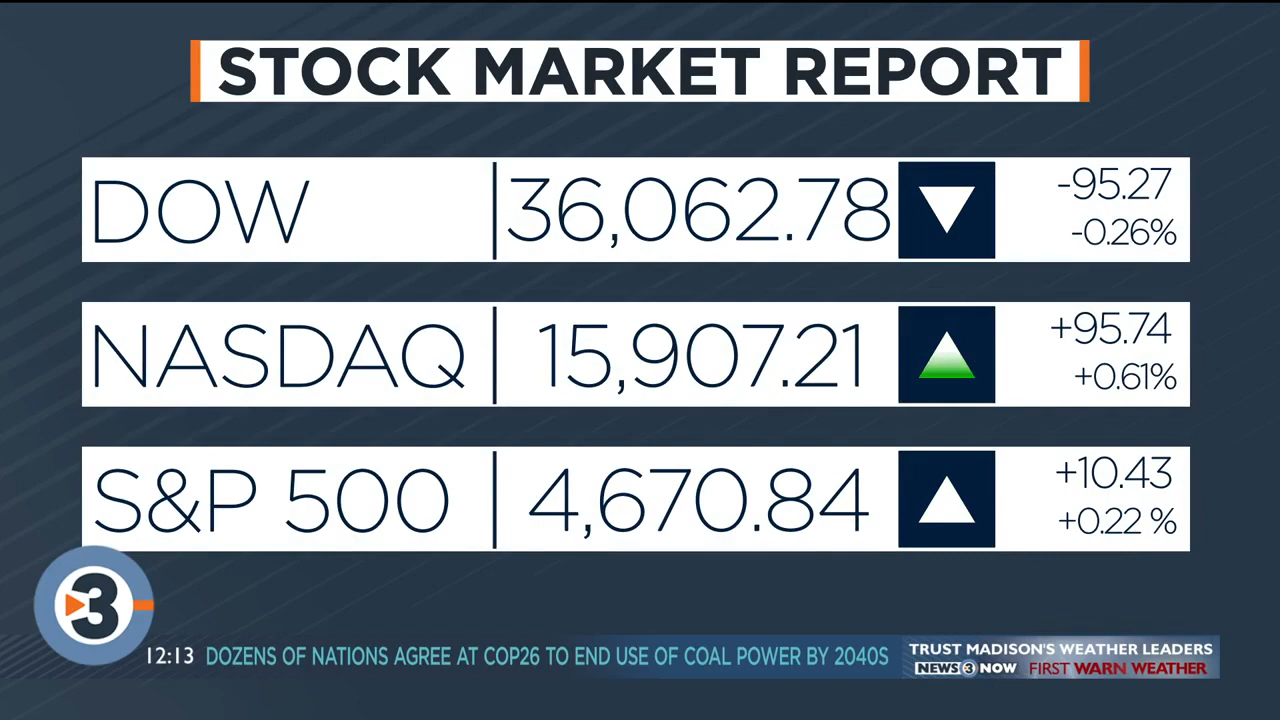 STOCK MARKET REPORT
DOW 36,062.78 -95.27
-0.26%
NASDAQ 15,907.21 +95.74
+0.61%
S&P 500 4,670.84 +10.43
+0.22 %
3
12:13 DOZENS OF NATIONS AGREE AT COP26 TO END USE OF COAL POWER BY 2040S
TRUST MADISON'S WEATHER LEADERS
NEWS 3 NOW FIRST WARN WEATHER